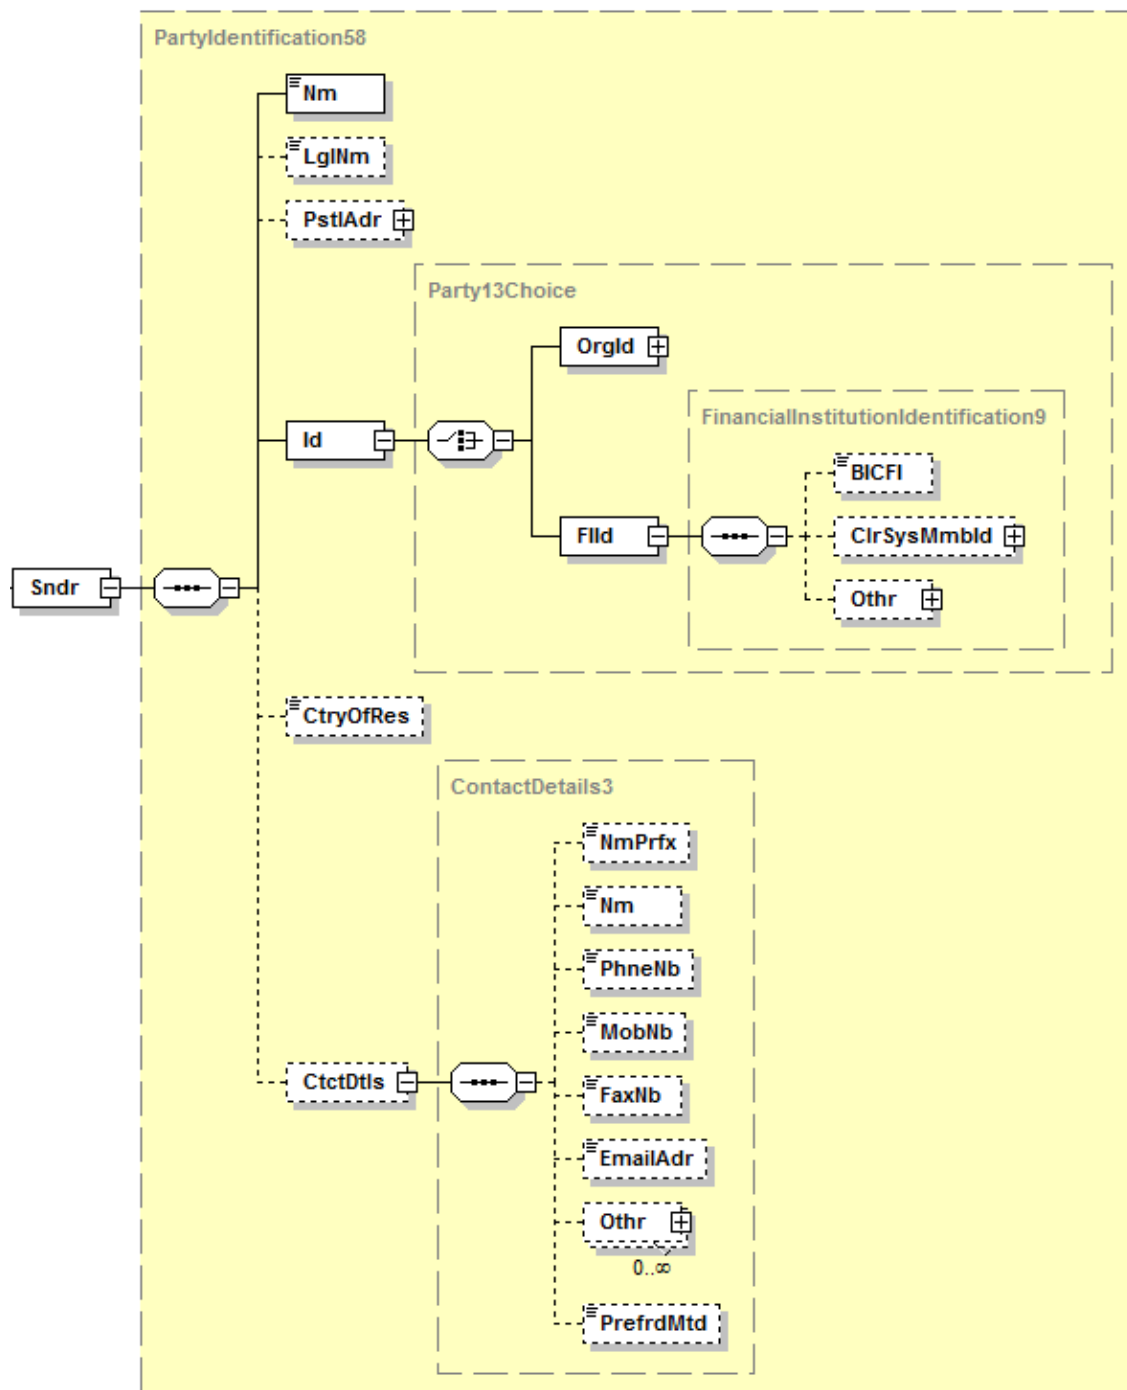 PartyIdentification58
Nm
LglNm
PstlAdr
Party13Choice
OrgId
FinancialInstitutionIdentification9
Id
BICFI
FIId
ClrSysMmbId
Sndr
Othr
CtryOfRes
ContactDetails3
NmPrfx
Nm
PhneNb
MobNb
CtctDtls
FaxNb
EmailAdr
Othr
0..∞
PrefrdMtd